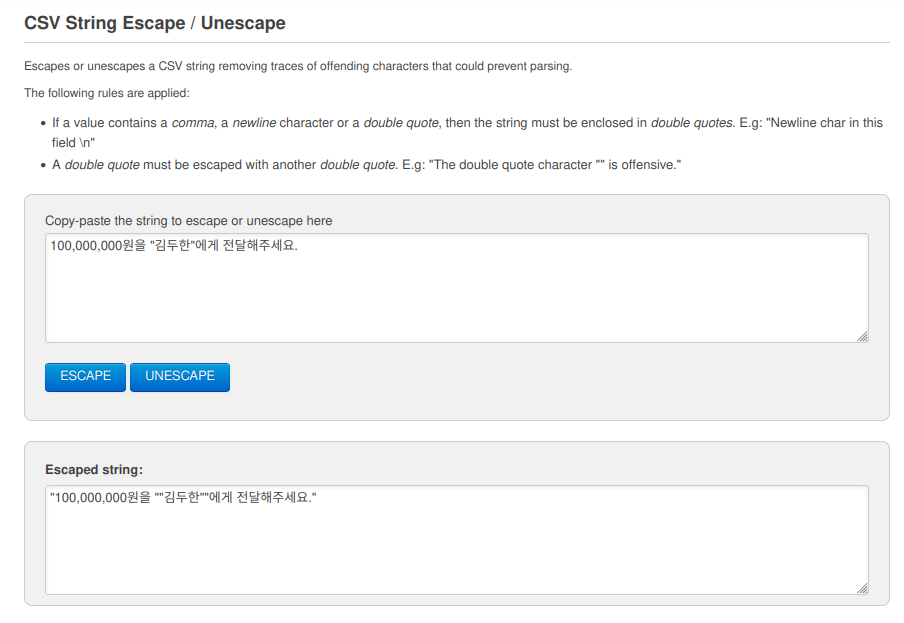 CSV String Escape / Unescape
Escapes or unescapes a CSV string removing traces of offending characters that could prevent parsing.
The following rules are applied:
• If a value contains a comma, a newline character or a double quote, then the string must be enclosed in double quotes. E.g: "Newline char in this
field \n"
• A double quote must be escaped with another double quote. E.g: "The double quote character "" is offensive."
Copy-paste the string to escape or unescape here
100,000,000원을 "김두한"에게 전달해주세요.
ESCAPE UNESCAPE
Escaped string:
"100,000,000원을 ""김두한""에게 전달해주세요."